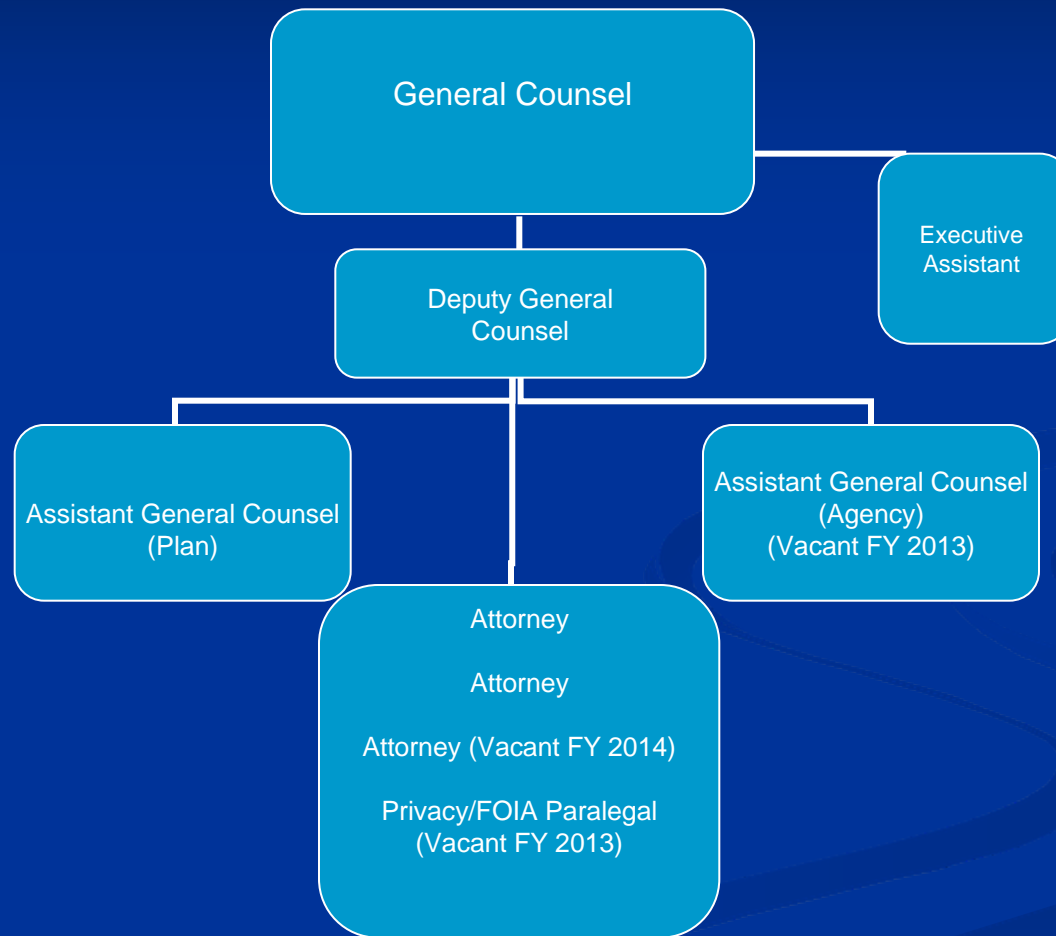 General Counsel
Executive
Assistant
Deputy General
Counsel
Assistant General Counsel
(Plan)
Assistant General Counsel
(Agency)
(Vacant FY 2013)
Attorney
Attorney
Attorney (Vacant FY 2014)
Privacy/FOIA Paralegal
(Vacant FY 2013)